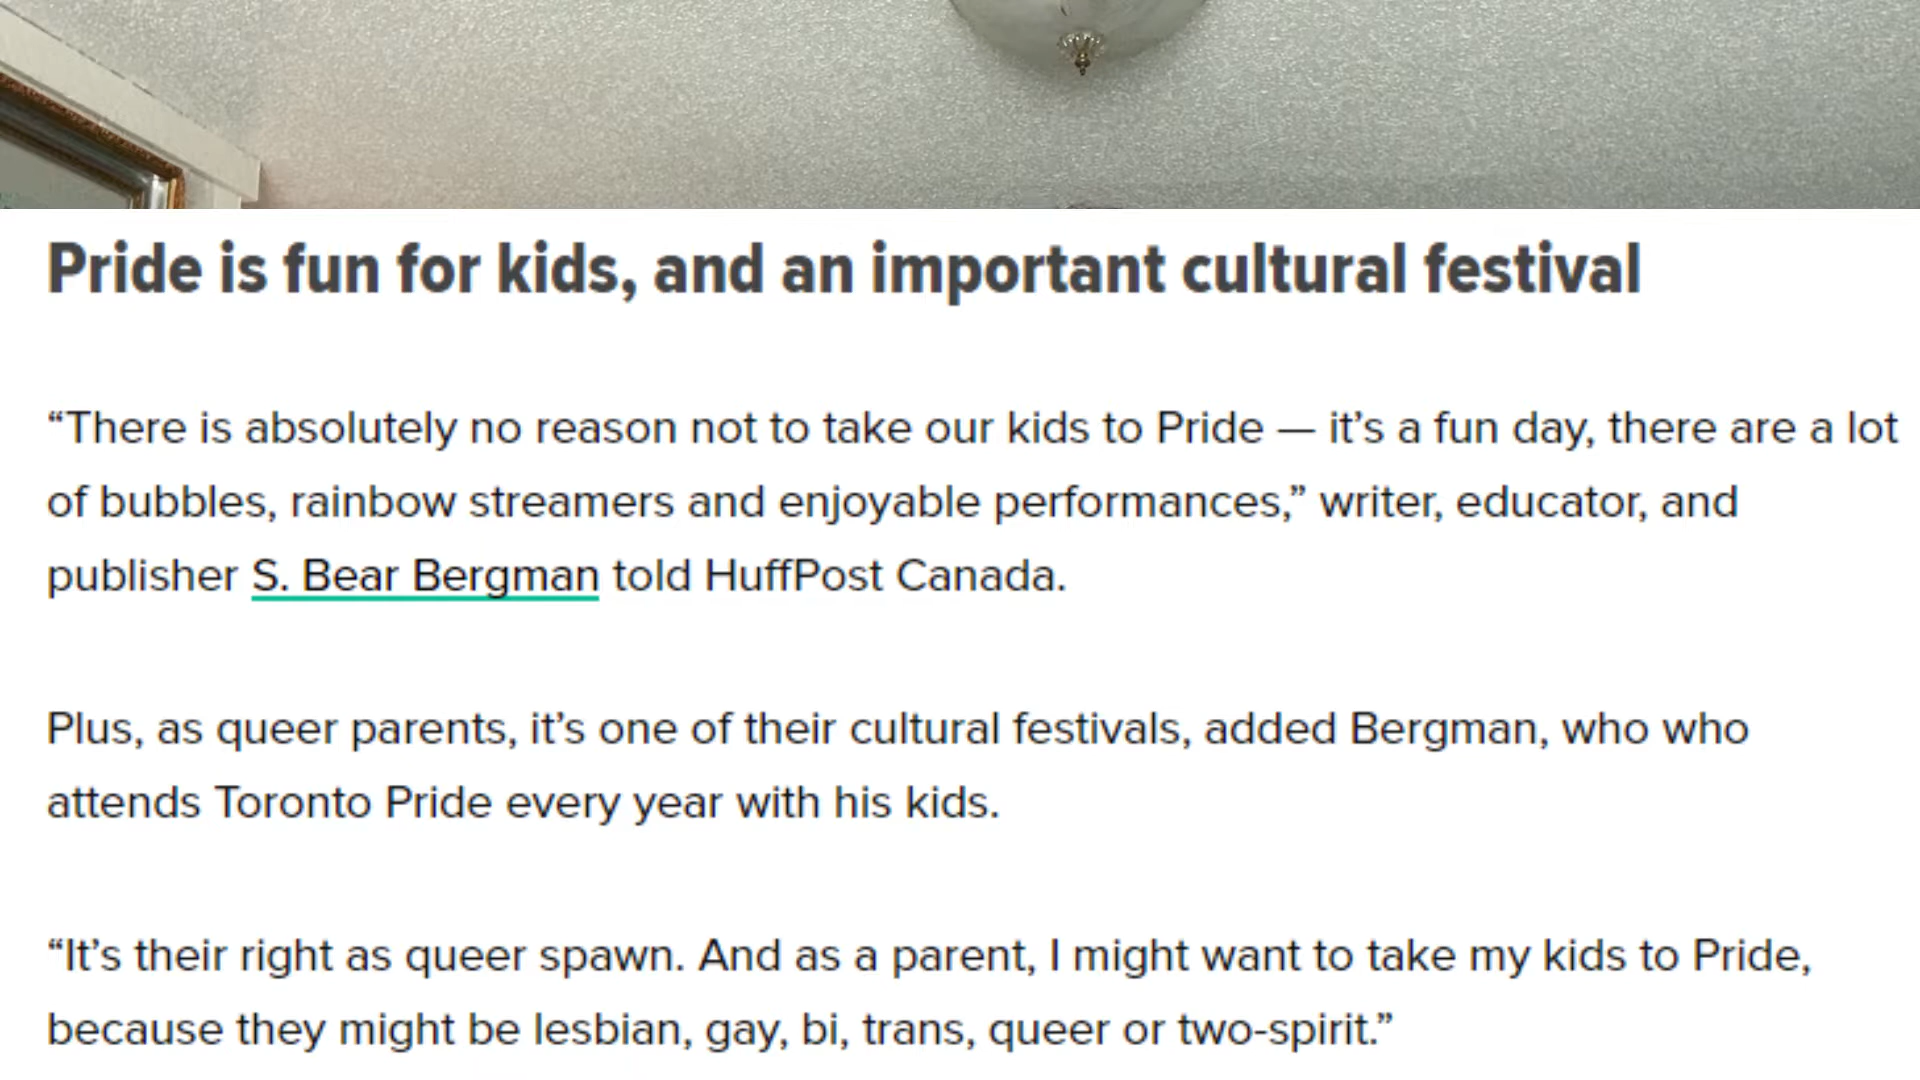 Pride is fun for kids, and an important cultural festival
“There is absolutely no reason not to take our kids to Pride — it’s a fun day, there are a lot
of bubbles, rainbow streamers and enjoyable performances,” writer, educator, and
publisher S. Bear Bergman told HuffPost Canada.
Plus, as queer parents, it’s one of their cultural festivals, added Bergman, who who
attends Toronto Pride every year with his kids.
“It’s their right as queer spawn. And as a parent, I might want to take my kids to Pride,
because they might be lesbian, gay, bi, trans, queer or two-spirit.”